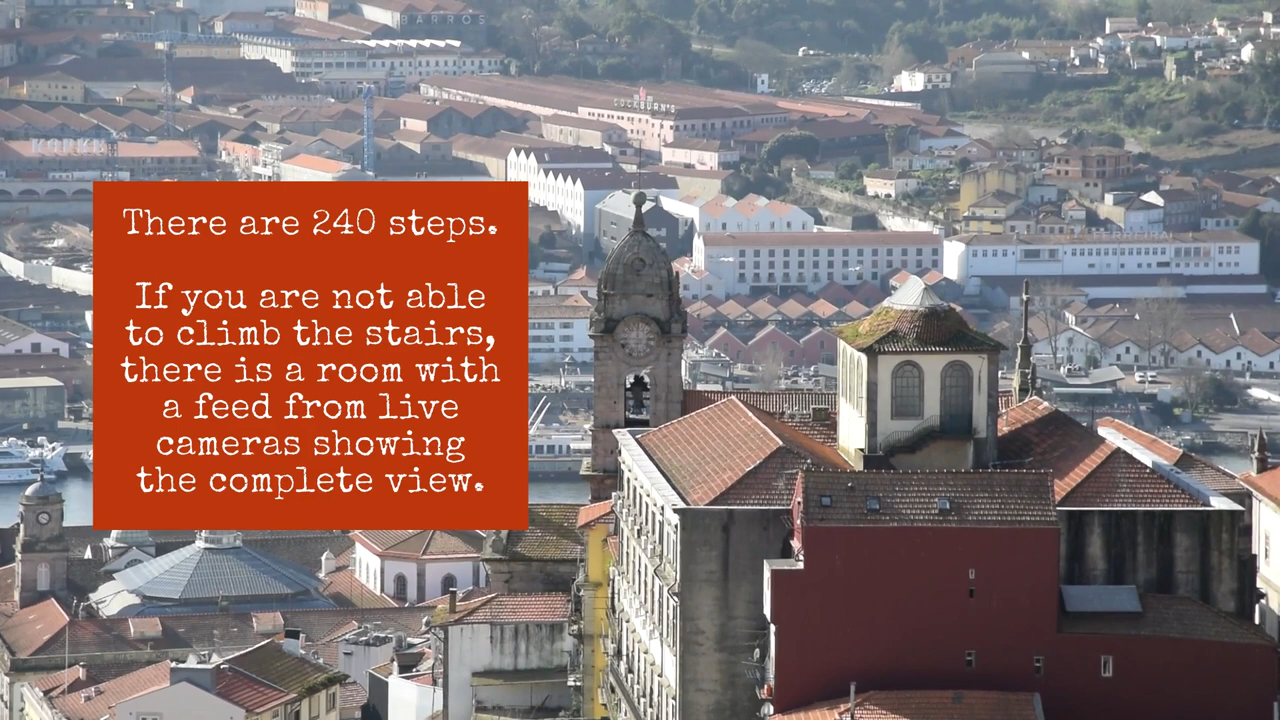 BARROS
COCKBURN'S
There are 240 steps.
If you are not able
to climb the stairs,
there is a room with
a feed from live
cameras showing
the complete view.
FERREIRA